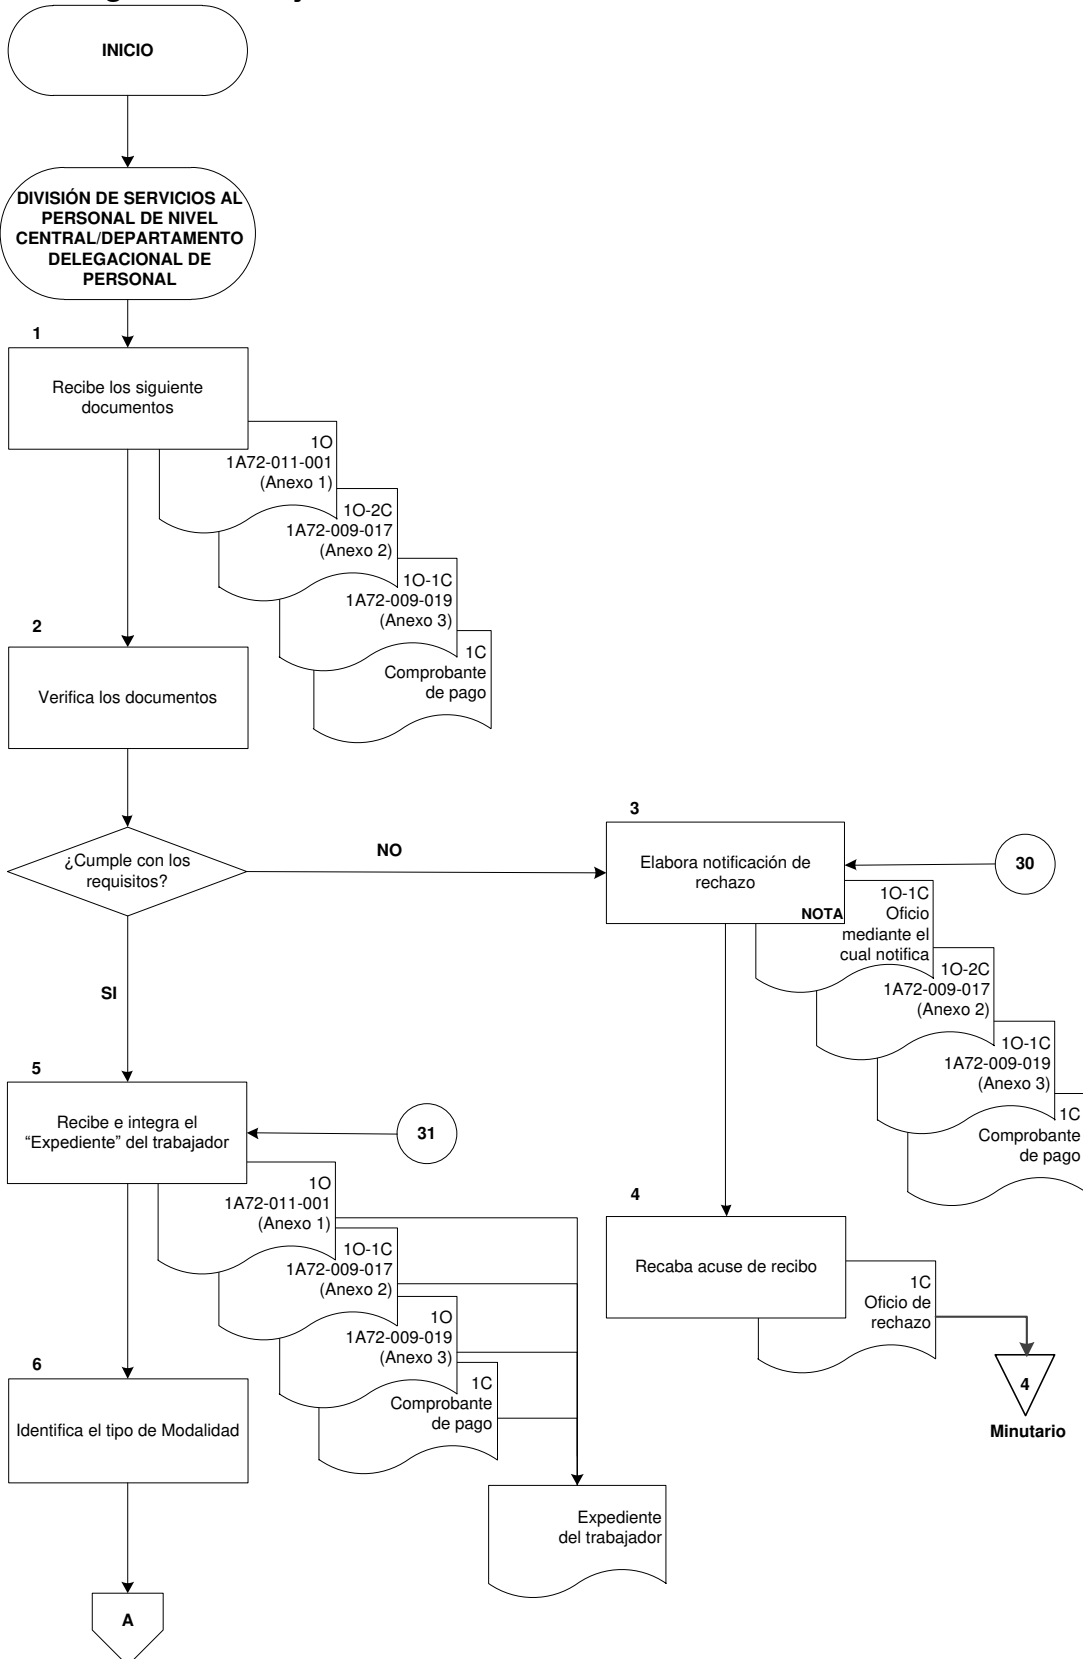 INICIO
DIVISIÓN DE SERVICIOS AL
PERSONAL DE NIVEL
CENTRAL/DEPARTAMENTO
DELEGACIONAL DE
PERSONAL
1
Recibe los siguiente
documentos
1O
1A72-011-001
(Anexo 1)
1O-2C
1A72-009-017
(Anexo 2)
1O-1C
1A72-009-019
(Anexo 3)
1C
Comprobante
de pago
2
Verifica los documentos
¿Cumple con los
requisitos?
NO
SI
3
Elabora notificación de
rechazo
NOTA
30
1O-1C
Oficio
mediante el
cual notifica
1O-2C
1A72-009-017
(Anexo 2)
1O-1C
1A72-009-019
(Anexo 3)
1C
Comprobante
de pago
4
Recaba acuse de recibo
1C
Oficio de
rechazo
4
Minutario
5
Recibe e integra el
“Expediente” del trabajador
31
1O
1A72-011-001
(Anexo 1)
1O-1C
1A72-009-017
(Anexo 2)
1O
1A72-009-019
(Anexo 3)
1C
Comprobante
de pago
Expediente
del trabajador
6
Identifica el tipo de Modalidad
A